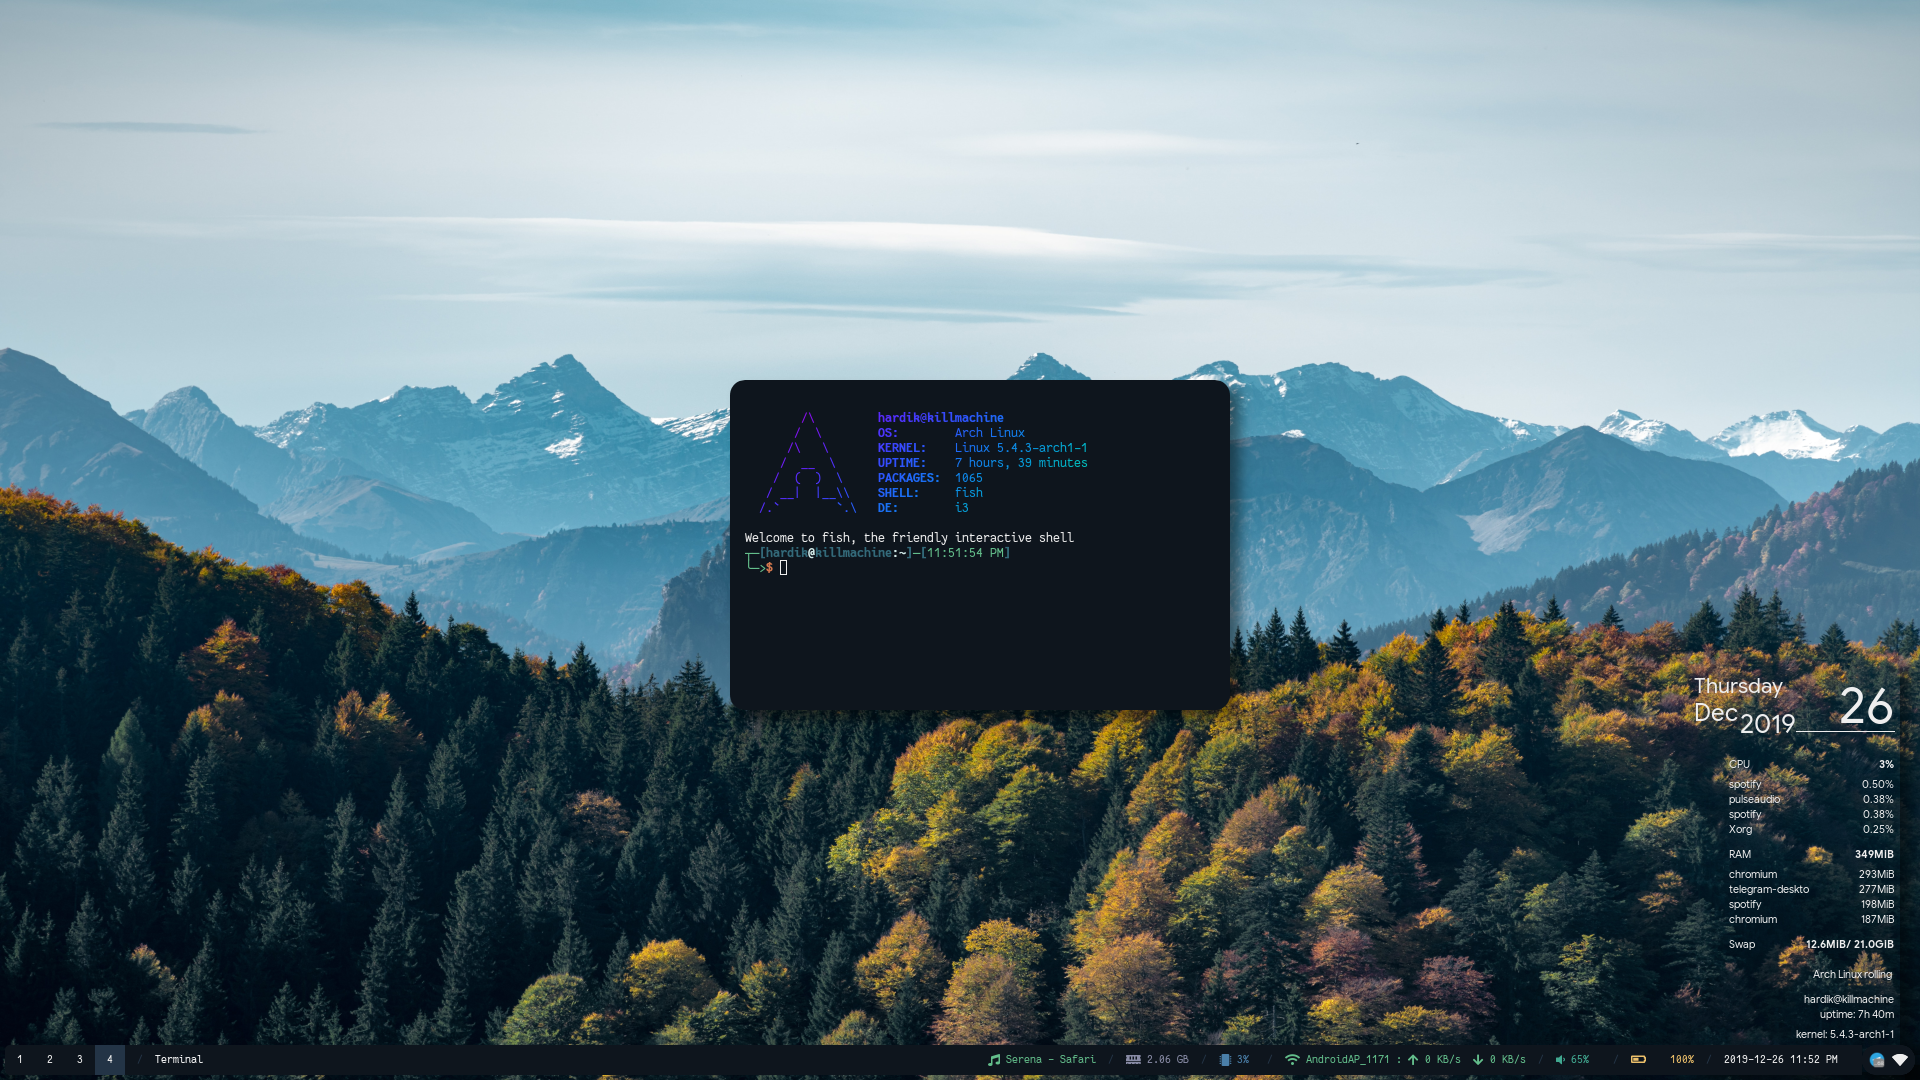 hardik@killmachine
OS: Arch Linux
KERNEL: Linux 5.4.3-arch1-1
UPTIME: 7 hours, 39 minutes
PACKAGES: 1065
SHELL: fish
DE: i3
Welcome to fish, the friendly interactive shell
[hardik@killmachine:~]-[11:51:54 PM]
>$
Thursday 26
Dec 2019
CPU 3%
spotify 0.50%
pulseaudio 0.38%
spotify 0.38%
Xorg 0.25%
RAM 349MiB
chromium 293MiB
telegram-deskto 277MiB
spotify 198MiB
chromium 187MiB
Swap 12.6MiB/ 21.0GiB
Arch Linux rolling
hardik@killmachine
uptime: 7h 40m
kernel: 5.4.3-arch1-1
1 2 3 4 / Terminal Serena - Safari / 2.06 GB / 3% / AndroidAP_1171 : 0 KB/s 0 KB/s / 65% / 100% / 2019-12-26 11:52 PM